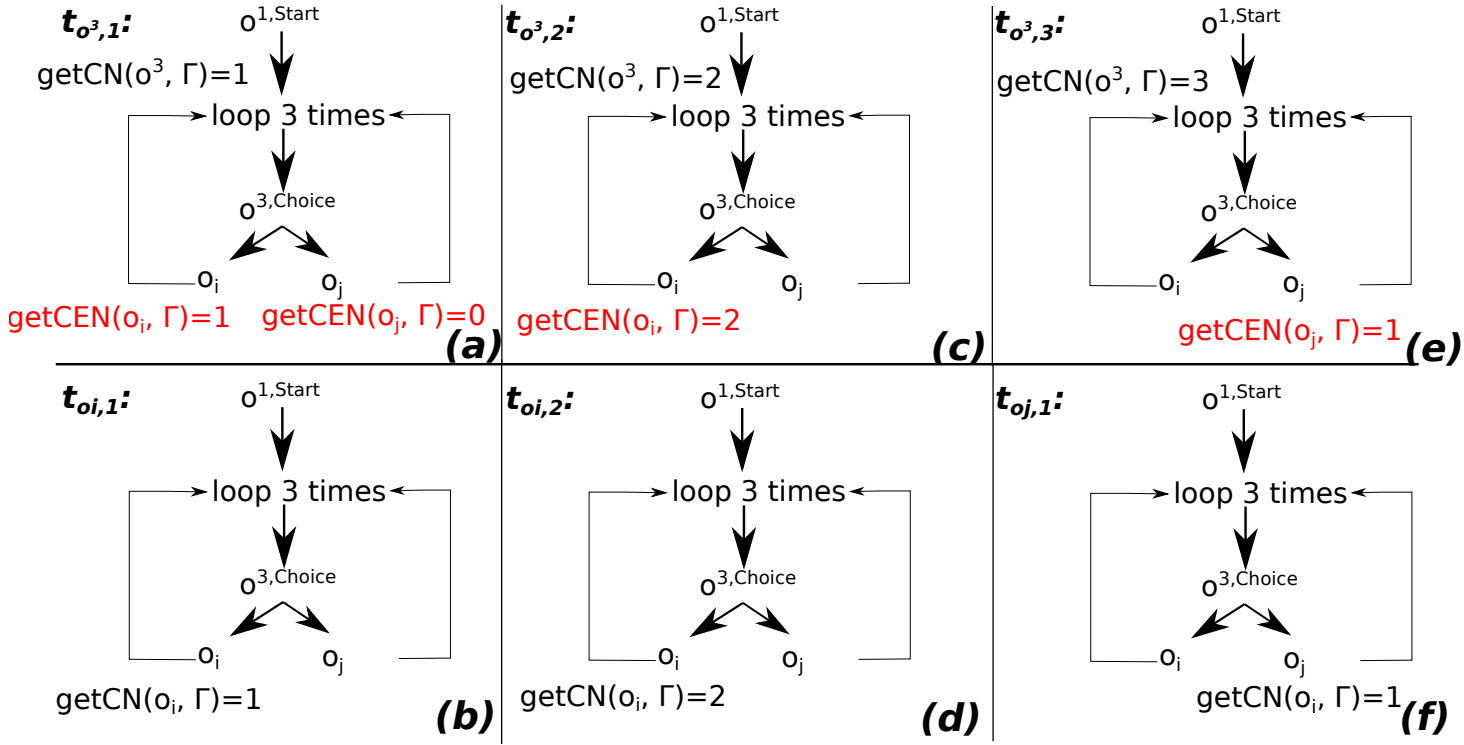 t_{o³,1}:
o^{1,Start}
getCN(o³, Γ)=1
loop 3 times
o^{3,Choice}
o_i
o_j
getCEN(o_i, Γ)=1
getCEN(o_j, Γ)=0
(a)
t_{o³,2}:
o^{1,Start}
getCN(o³, Γ)=2
loop 3 times
o^{3,Choice}
o_i
o_j
getCEN(o_i, Γ)=2
(c)
t_{o³,3}:
o^{1,Start}
getCN(o³, Γ)=3
loop 3 times
o^{3,Choice}
o_i
o_j
getCEN(o_j, Γ)=1
(e)
t_{oi,1}:
o^{1,Start}
loop 3 times
o^{3,Choice}
o_i
o_j
getCN(o_i, Γ)=1
(b)
t_{oi,2}:
o^{1,Start}
loop 3 times
o^{3,Choice}
o_i
o_j
getCN(o_i, Γ)=2
(d)
t_{oj,1}:
o^{1,Start}
loop 3 times
o^{3,Choice}
o_i
o_j
getCN(o_i, Γ)=1
(f)